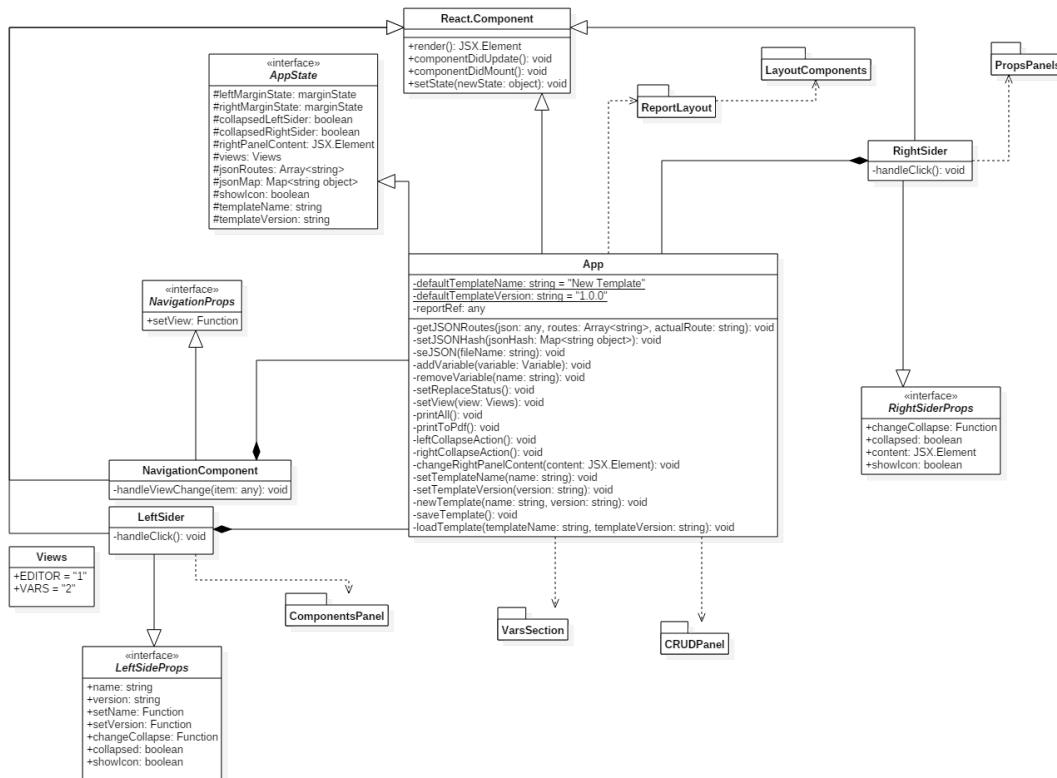 React.Component
+render(): JSX.Element
+componentDidUpdate(): void
+componentDidMount(): void
+setState(newState: object): void
«interface»
AppState
#leftMarginState: marginState
#rightMarginState: marginState
#collapsedLeftSider: boolean
#collapsedRightSider: boolean
#rightPanelContent: JSX.Element
#views: Views
#jsonRoutes: Array<string>
#jsonMap: Map<string object>
#showIcon: boolean
#templateName: string
#templateVersion: string
LayoutComponents
PropsPanels
ReportLayout
RightSider
-handleClick(): void
App
-defaultTemplateName: string = "New Template"
-defaultTemplateVersion: string = "1.0.0"
-reportRef: any
-getJSONRoutes(json: any, routes: Array<string>, actualRoute: string): void
-setJSONHash(jsonHash: Map<string object>): void
-seJSON(fileName: string): void
-addVariable(variable: Variable): void
-removeVariable(name: string): void
-setReplaceStatus(): void
-setView(view: Views): void
-printAll(): void
-printToPdf(): void
-leftCollapseAction(): void
-rightCollapseAction(): void
-changeRightPanelContent(content: JSX.Element): void
-setTemplateName(name: string): void
-setTemplateVersion(version: string): void
-newTemplate(name: string, version: string): void
-saveTemplate(): void
-loadTemplate(templateName: string, templateVersion: string): void
«interface»
NavigationProps
+setView: Function
«interface»
RightSiderProps
+changeCollapse: Function
+collapsed: boolean
+content: JSX.Element
+showIcon: boolean
NavigationComponent
-handleViewChange(item: any): void
LeftSider
-handleClick(): void
Views
+EDITOR = "1"
+VARS = "2"
ComponentsPanel
VarsSection
CRUDPanel
«interface»
LeftSideProps
+name: string
+version: string
+setName: Function
+setVersion: Function
+changeCollapse: Function
+collapsed: boolean
+showIcon: boolean